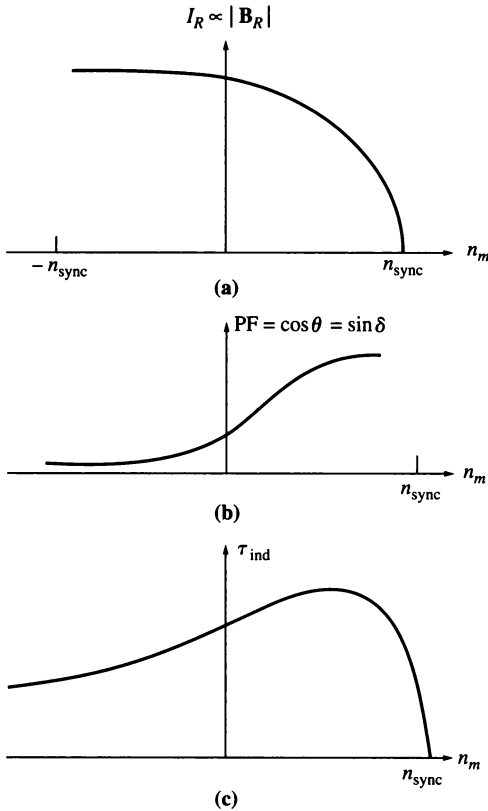 I_R ∝ |B_R|
− n_sync
n_sync
n_m
(a)
PF = cos θ = sin δ
n_sync
n_m
(b)
τ_ind
n_sync
n_m
(c)